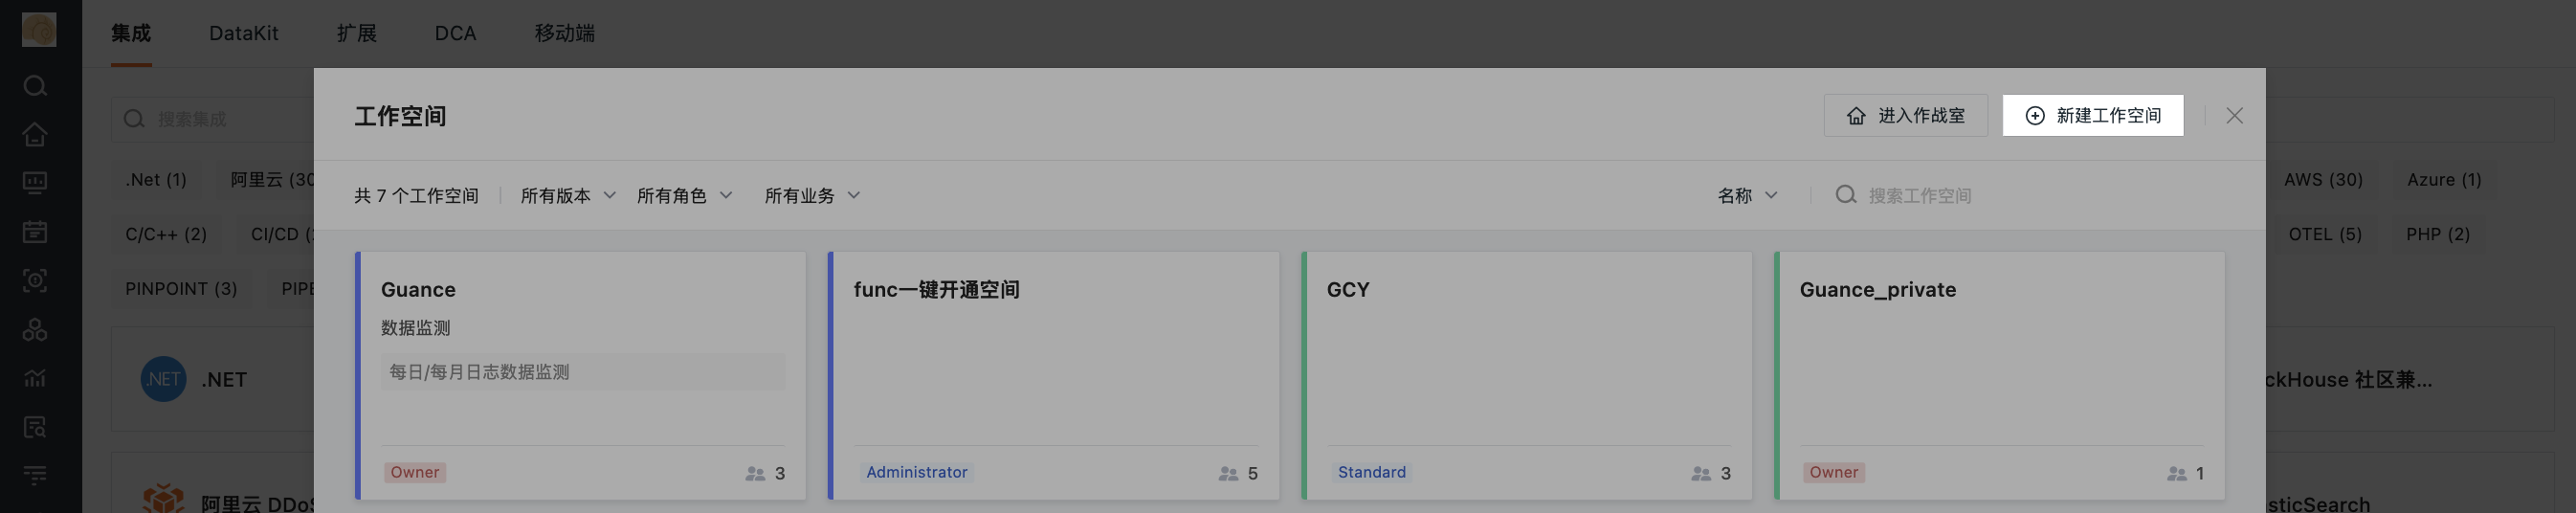 集成 DataKit 扩展 DCA 移动端
工作空间 进入作战室 新建工作空间
搜索集成
.Net (1) 阿里云 (30 AWS (30) Azure (1)
共 7 个工作空间 所有版本 所有角色 所有业务 名称 搜索工作空间
C/C++ (2) CI/CD ( OTEL (5) PHP (2)
PINPOINT (3) PIPE
Guance func一键开通空间 GCY Guance_private
数据监测
每日/每月日志数据监测
.NET .NET ckHouse 社区兼...
Owner 3 Administrator 5 Standard 3 Owner 1
阿里云 DDoS sticSearch